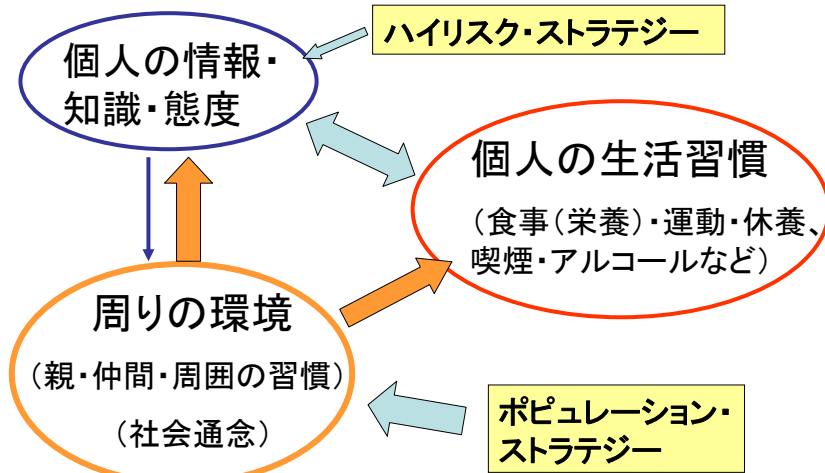 ハイリスク・ストラテジー
個人の情報・
知識・態度
個人の生活習慣
（食事（栄養）・運動・休養、
喫煙・アルコールなど）
周りの環境
（親・仲間・周囲の習慣）
（社会通念）
ポピュレーション・
ストラテジー